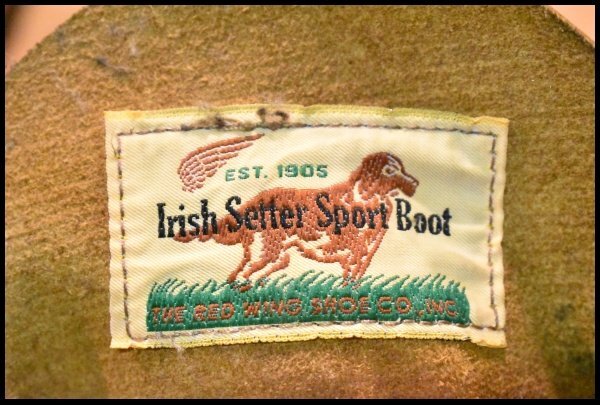 EST. 1905
Irish Setter Sport Boot
THE RED WING SHOE CO., INC.